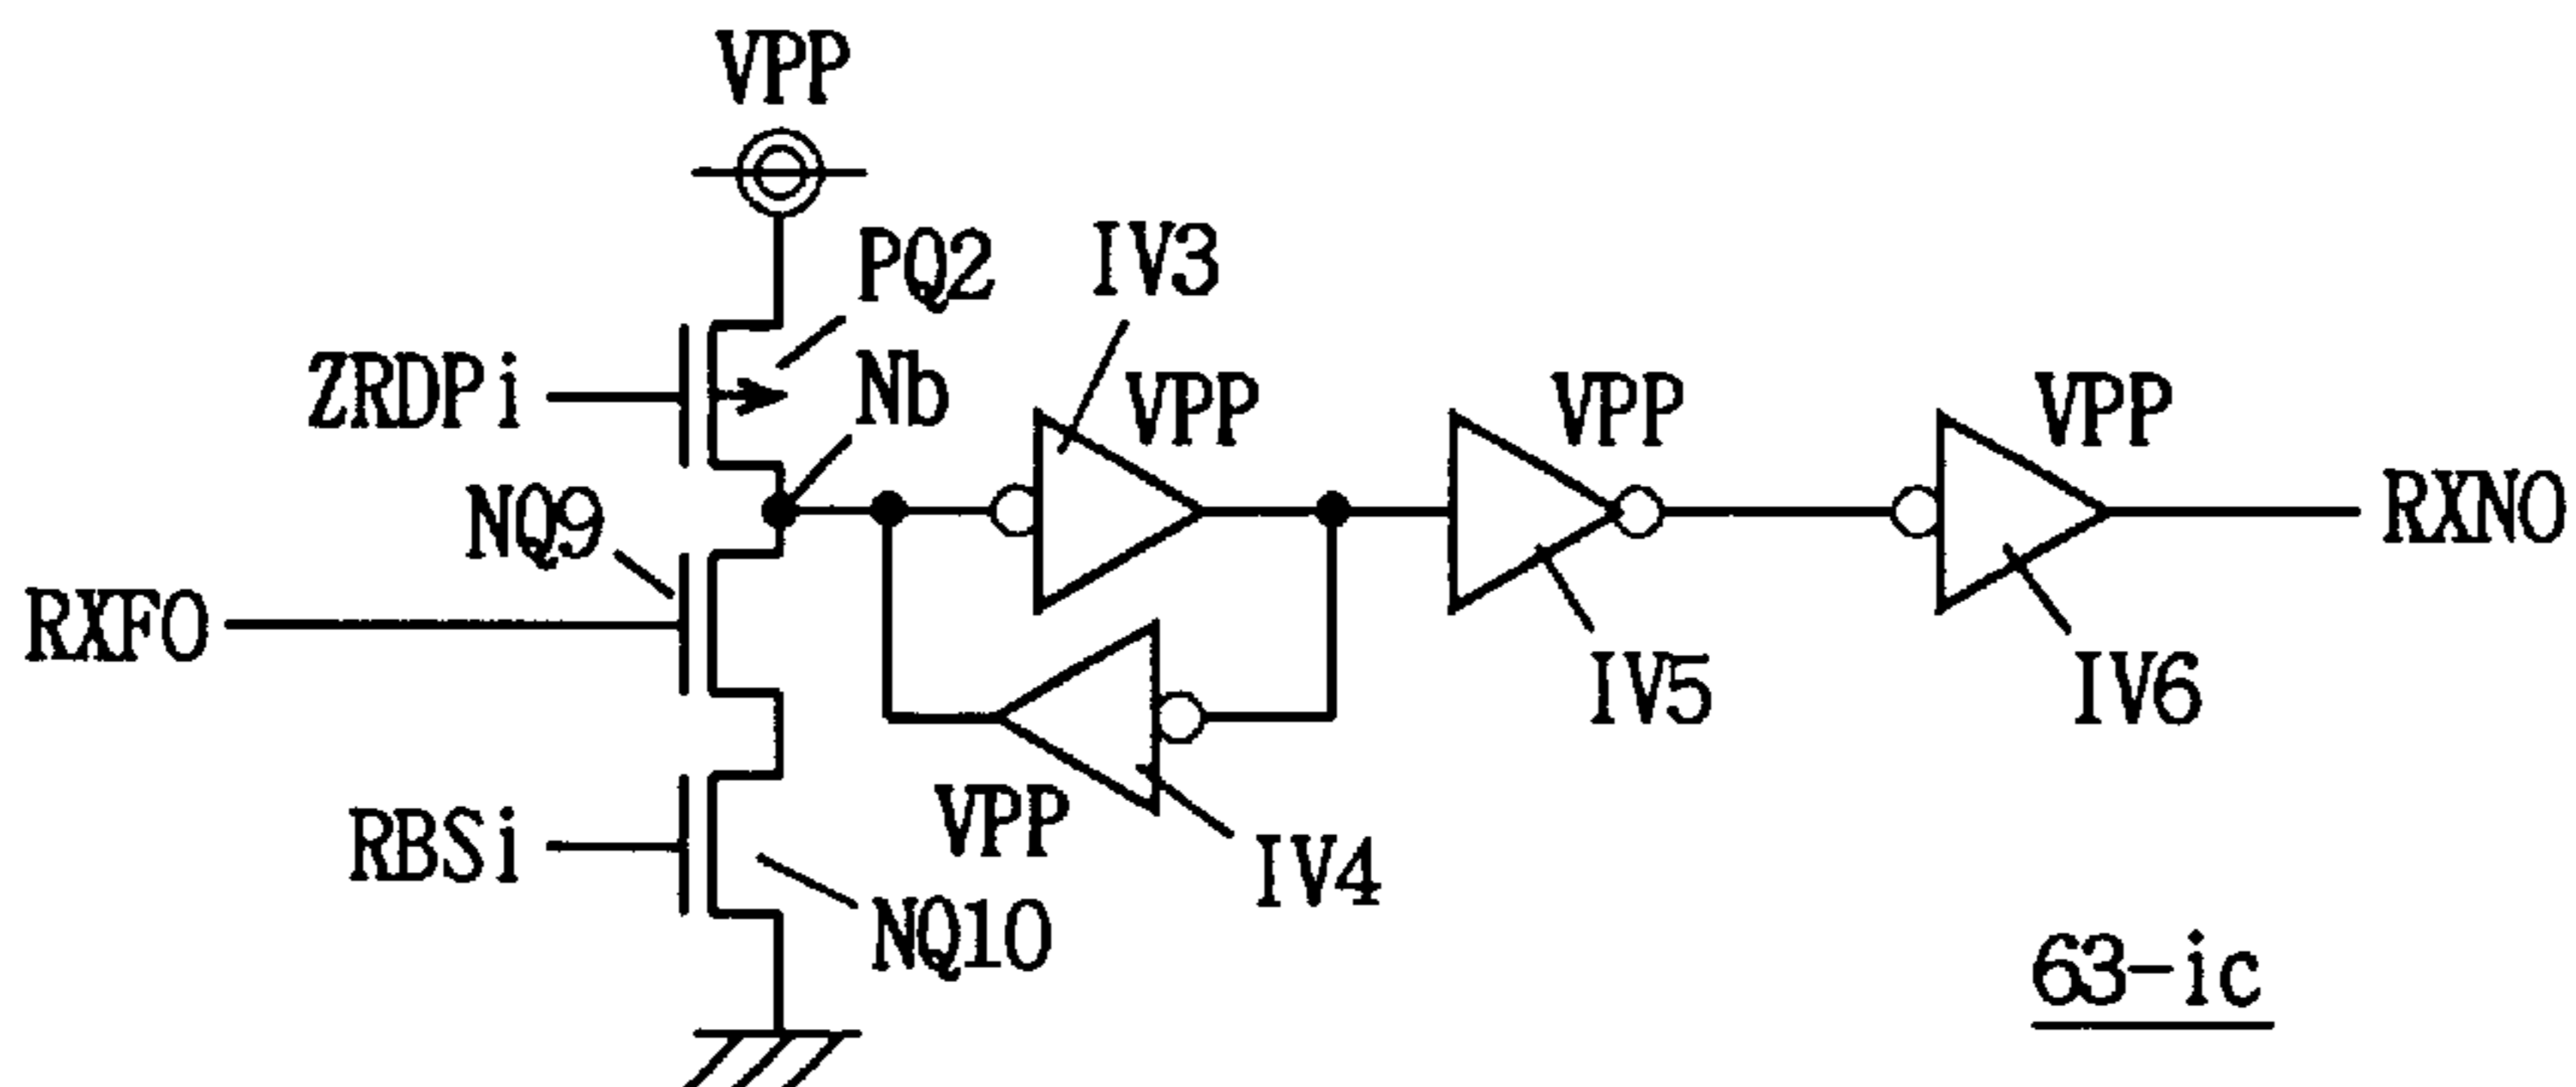 VPP
PQ2
IV3
ZRDPi
Nb
VPP
VPP
VPP
NQ9
RXNO
RXFO
IV5
IV6
RBSi
VPP
IV4
NQ10
63-ic